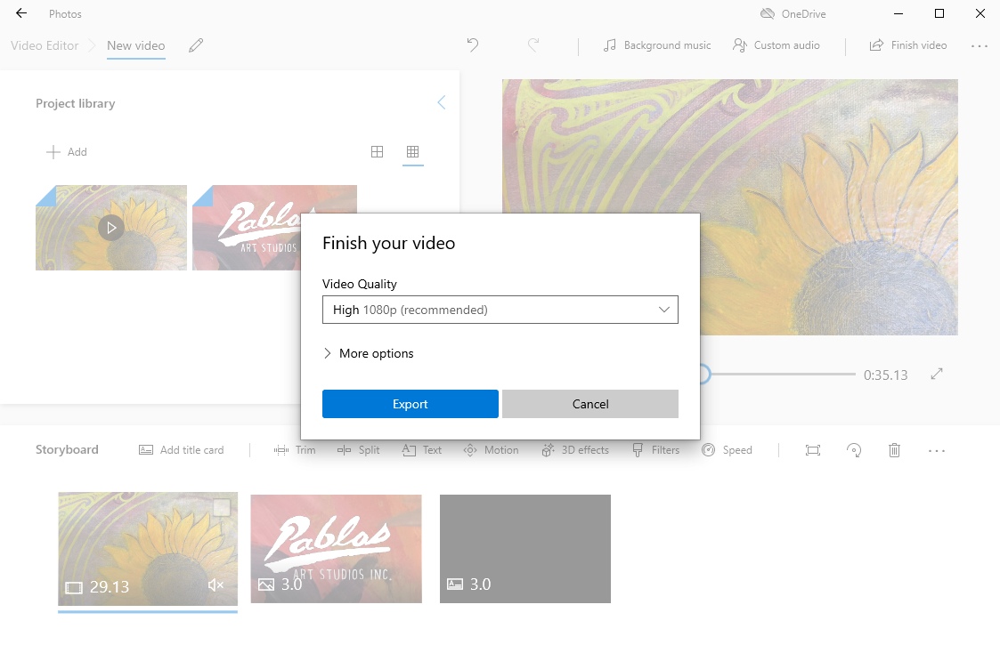 Photos
OneDrive
Video Editor
New video
Background music
Custom audio
Finish video
Project library
Add
Pablos
ART STUDIOS
Finish your video
Video Quality
High 1080p (recommended)
More options
Export
Cancel
0:35.13
Storyboard
Add title card
Trim
Split
Text
Motion
3D effects
Filters
Speed
29.13
Pablos
ART STUDIOS INC.
3.0
3.0